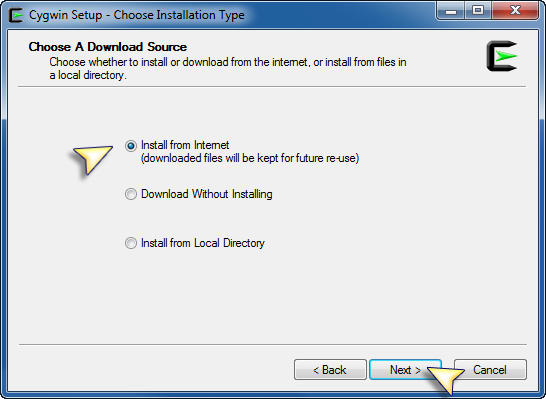 Cygwin Setup - Choose Installation Type
Choose A Download Source
Choose whether to install or download from the internet, or install from files in
a local directory.
Install from Internet
(downloaded files will be kept for future re-use)
Download Without Installing
Install from Local Directory
< Back
Next >
Cancel